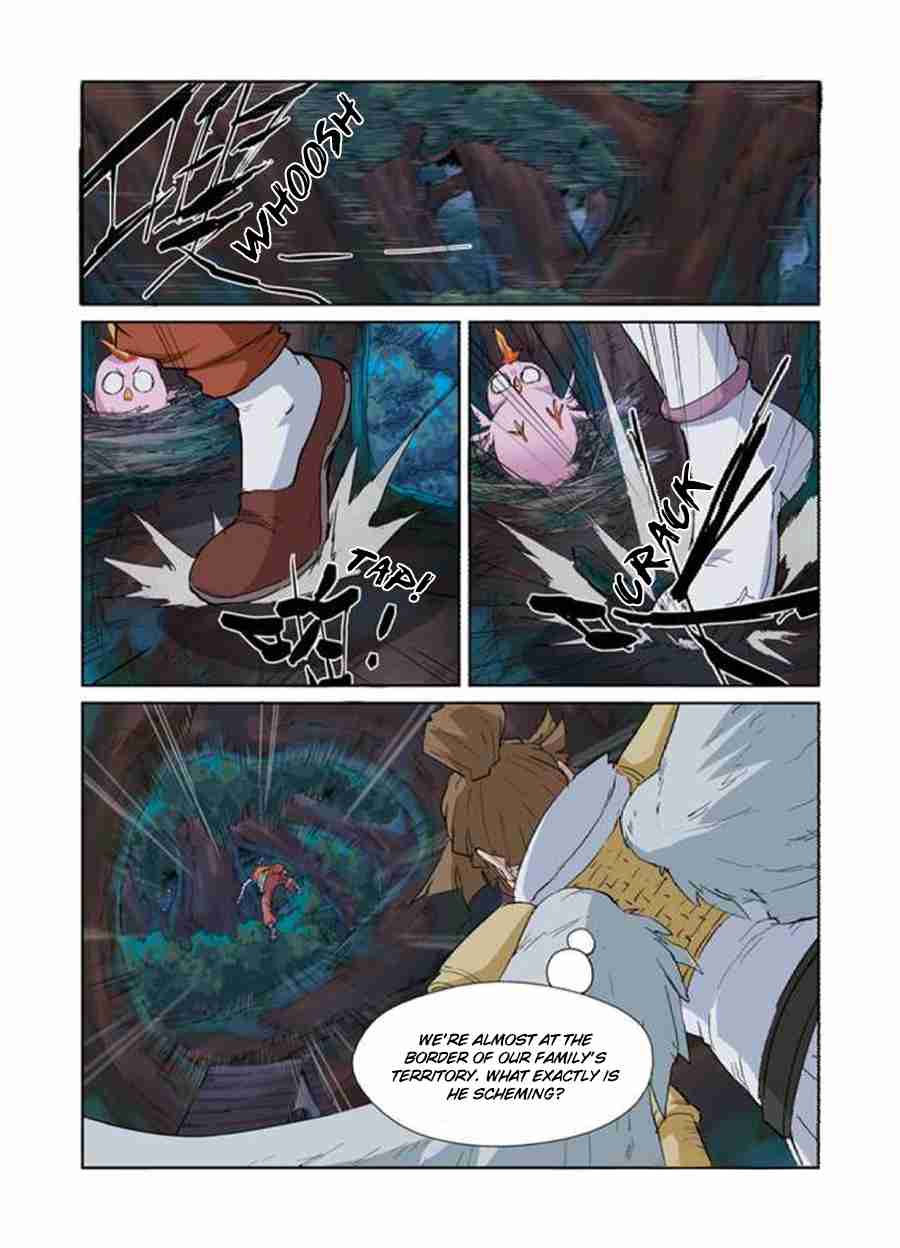 WHOOSH
TAP!
CRACK
WE'RE ALMOST AT THE
BORDER OF OUR FAMILY'S
TERRITORY. WHAT EXACTLY IS
HE SCHEMING?